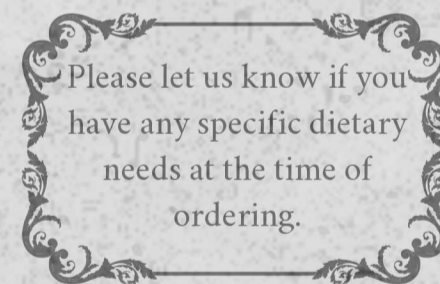 Please let us know if you
have any specific dietary
needs at the time of
ordering.